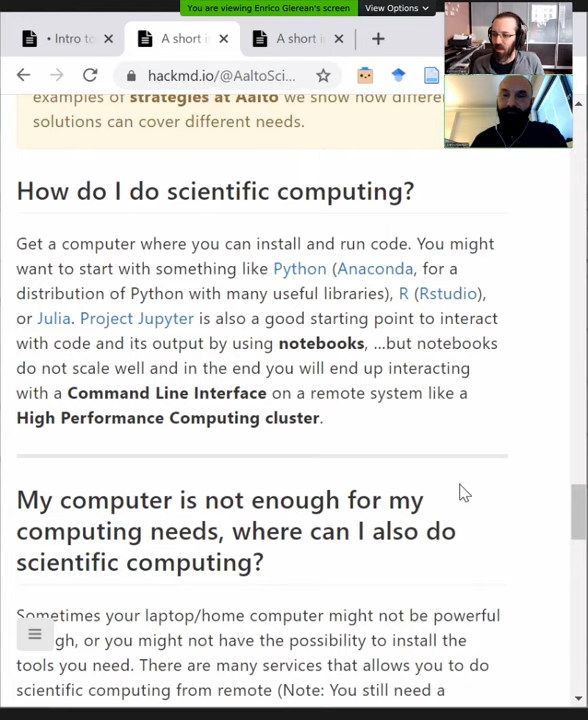 You are viewing Enrico Glerean's screen
View Options
• Intro to
A short i
A short i
hackmd.io/@AaltoSci...
examples of strategies at Aalto we show how differe
solutions can cover different needs.
How do I do scientific computing?
Get a computer where you can install and run code. You might
want to start with something like Python (Anaconda, for a
distribution of Python with many useful libraries), R (Rstudio),
or Julia. Project Jupyter is also a good starting point to interact
with code and its output by using notebooks, ...but notebooks
do not scale well and in the end you will end up interacting
with a Command Line Interface on a remote system like a
High Performance Computing cluster.
My computer is not enough for my
computing needs, where can I also do
scientific computing?
Sometimes your laptop/home computer might not be powerful
gh, or you might not have the possibility to install the
tools you need. There are many services that allows you to do
scientific computing from remote (Note: You still need a